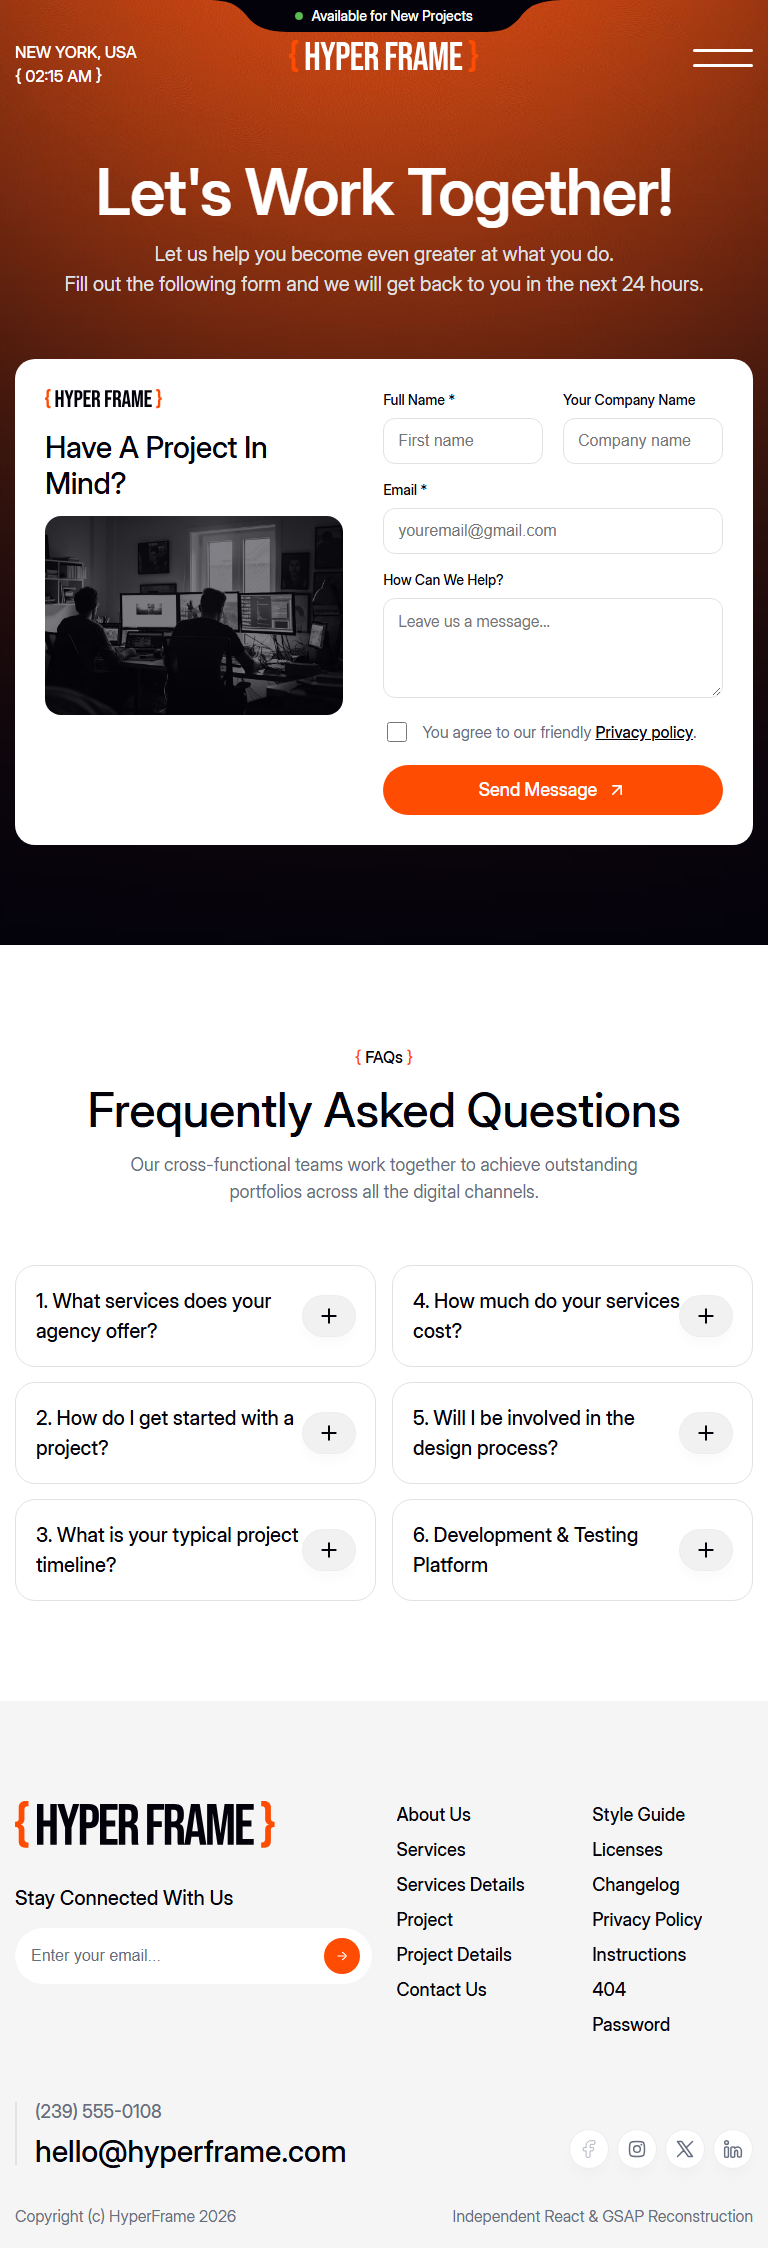 Available for New Projects
NEW YORK, USA
{ 02:15 AM }
{ HYPER FRAME }
Let's Work Together!
Let us help you become even greater at what you do.
Fill out the following form and we will get back to you in the next 24 hours.
{ HYPER FRAME }
Have A Project In
Mind?
Full Name *
Your Company Name
First name
Company name
Email *
youremail@gmail.com
How Can We Help?
Leave us a message...
You agree to our friendly Privacy policy.
Send Message
{ FAQs }
Frequently Asked Questions
Our cross-functional teams work together to achieve outstanding
portfolios across all the digital channels.
1. What services does your
agency offer?
2. How do I get started with a
project?
3. What is your typical project
timeline?
4. How much do your services
cost?
5. Will I be involved in the
design process?
6. Development & Testing
Platform
{ HYPER FRAME }
Stay Connected With Us
Enter your email...
About Us
Services
Services Details
Project
Project Details
Contact Us
Style Guide
Licenses
Changelog
Privacy Policy
Instructions
404
Password
(239) 555-0108
hello@hyperframe.com
Copyright (c) HyperFrame 2026
Independent React & GSAP Reconstruction